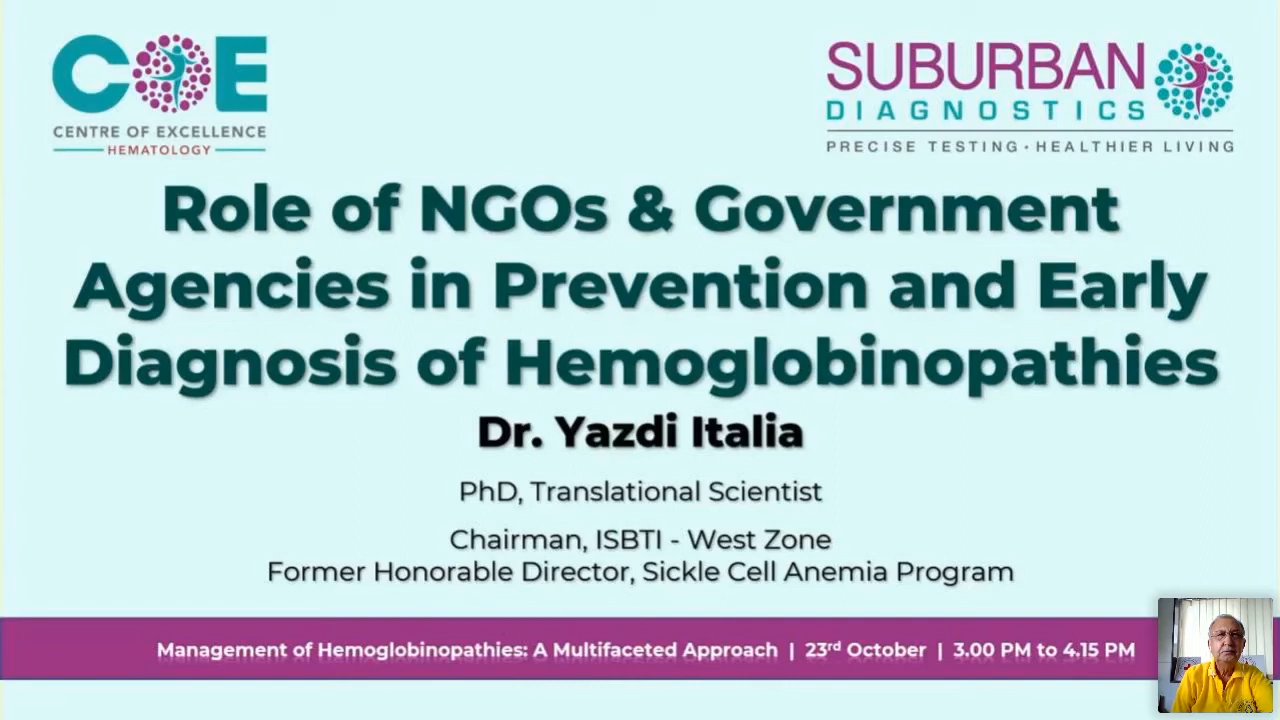 COE
CENTRE OF EXCELLENCE
HEMATOLOGY
SUBURBAN
DIAGNOSTICS
PRECISE TESTING • HEALTHIER LIVING
Role of NGOs & Government
Agencies in Prevention and Early
Diagnosis of Hemoglobinopathies
Dr. Yazdi Italia
PhD, Translational Scientist
Chairman, ISBTI - West Zone
Former Honorable Director, Sickle Cell Anemia Program
Management of Hemoglobinopathies: A Multifaceted Approach | 23rd October | 3.00 PM to 4.15 PM